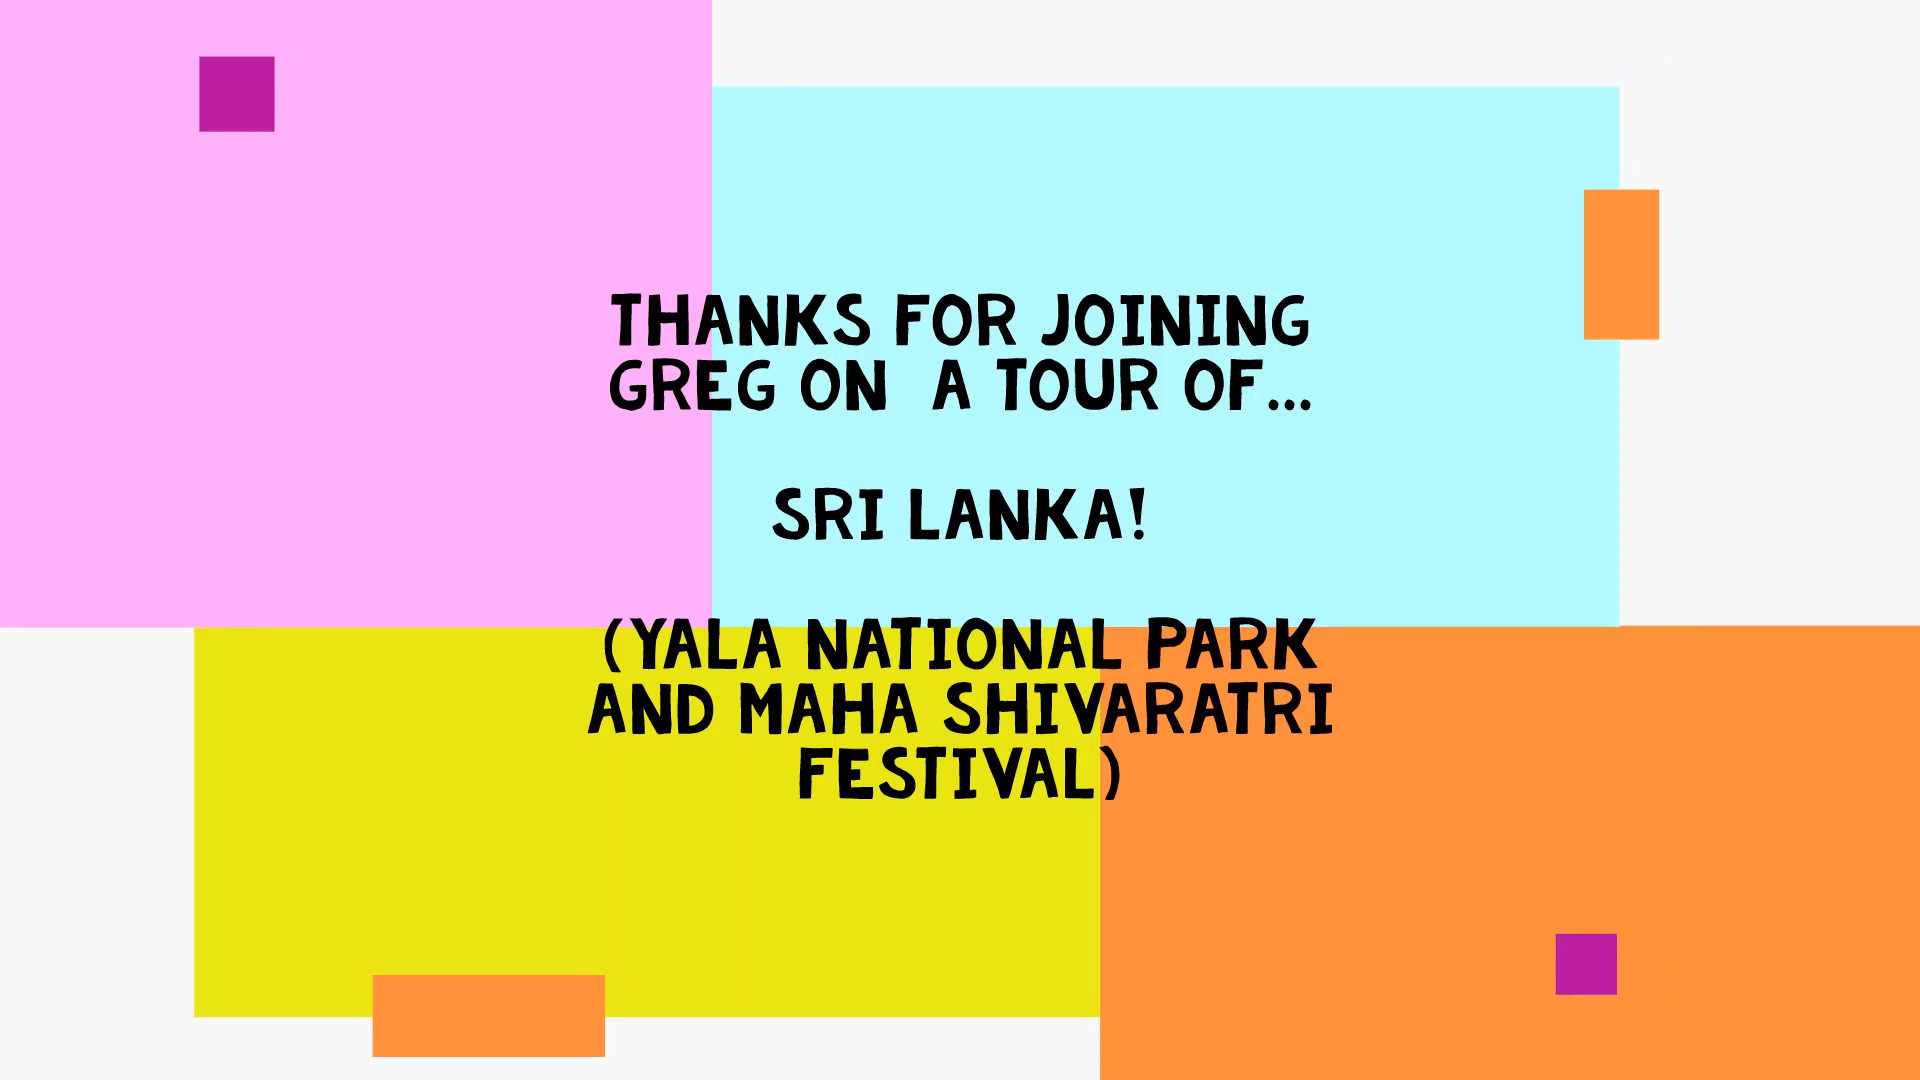 THANKS FOR JOINING
GREG ON  A TOUR OF...
SRI LANKA!
(YALA NATIONAL PARK
AND MAHA SHIVARATRI
FESTIVAL)